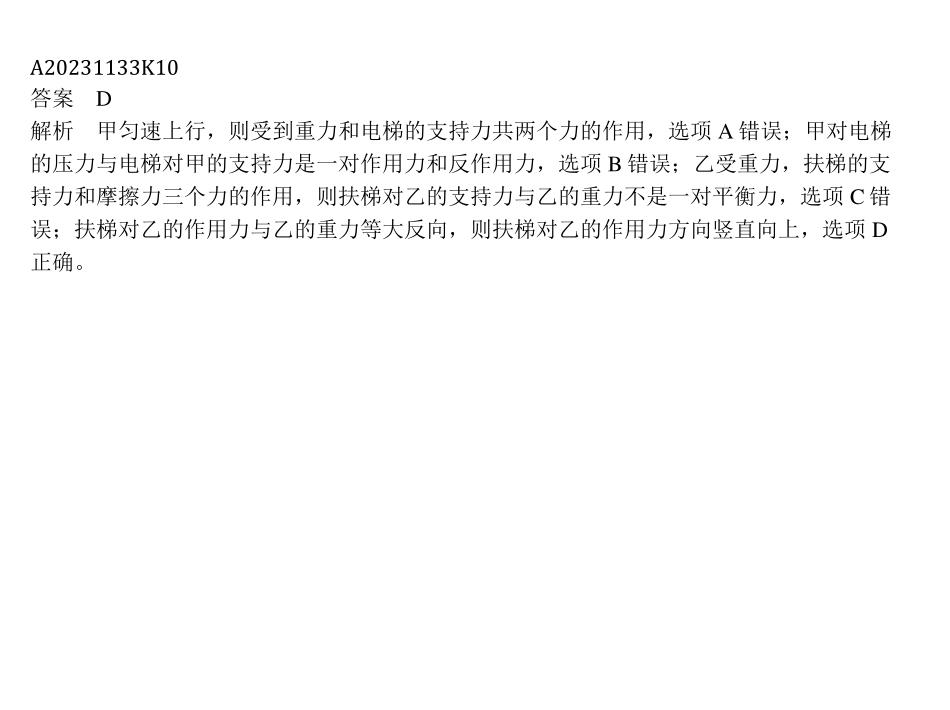 A20231133K10
答案　D
解析　甲匀速上行，则受到重力和电梯的支持力共两个力的作用，选项 A 错误；甲对电梯
的压力与电梯对甲的支持力是一对作用力和反作用力，选项 B 错误；乙受重力，扶梯的支
持力和摩擦力三个力的作用，则扶梯对乙的支持力与乙的重力不是一对平衡力，选项 C 错
误；扶梯对乙的作用力与乙的重力等大反向，则扶梯对乙的作用力方向竖直向上，选项 D
正确。